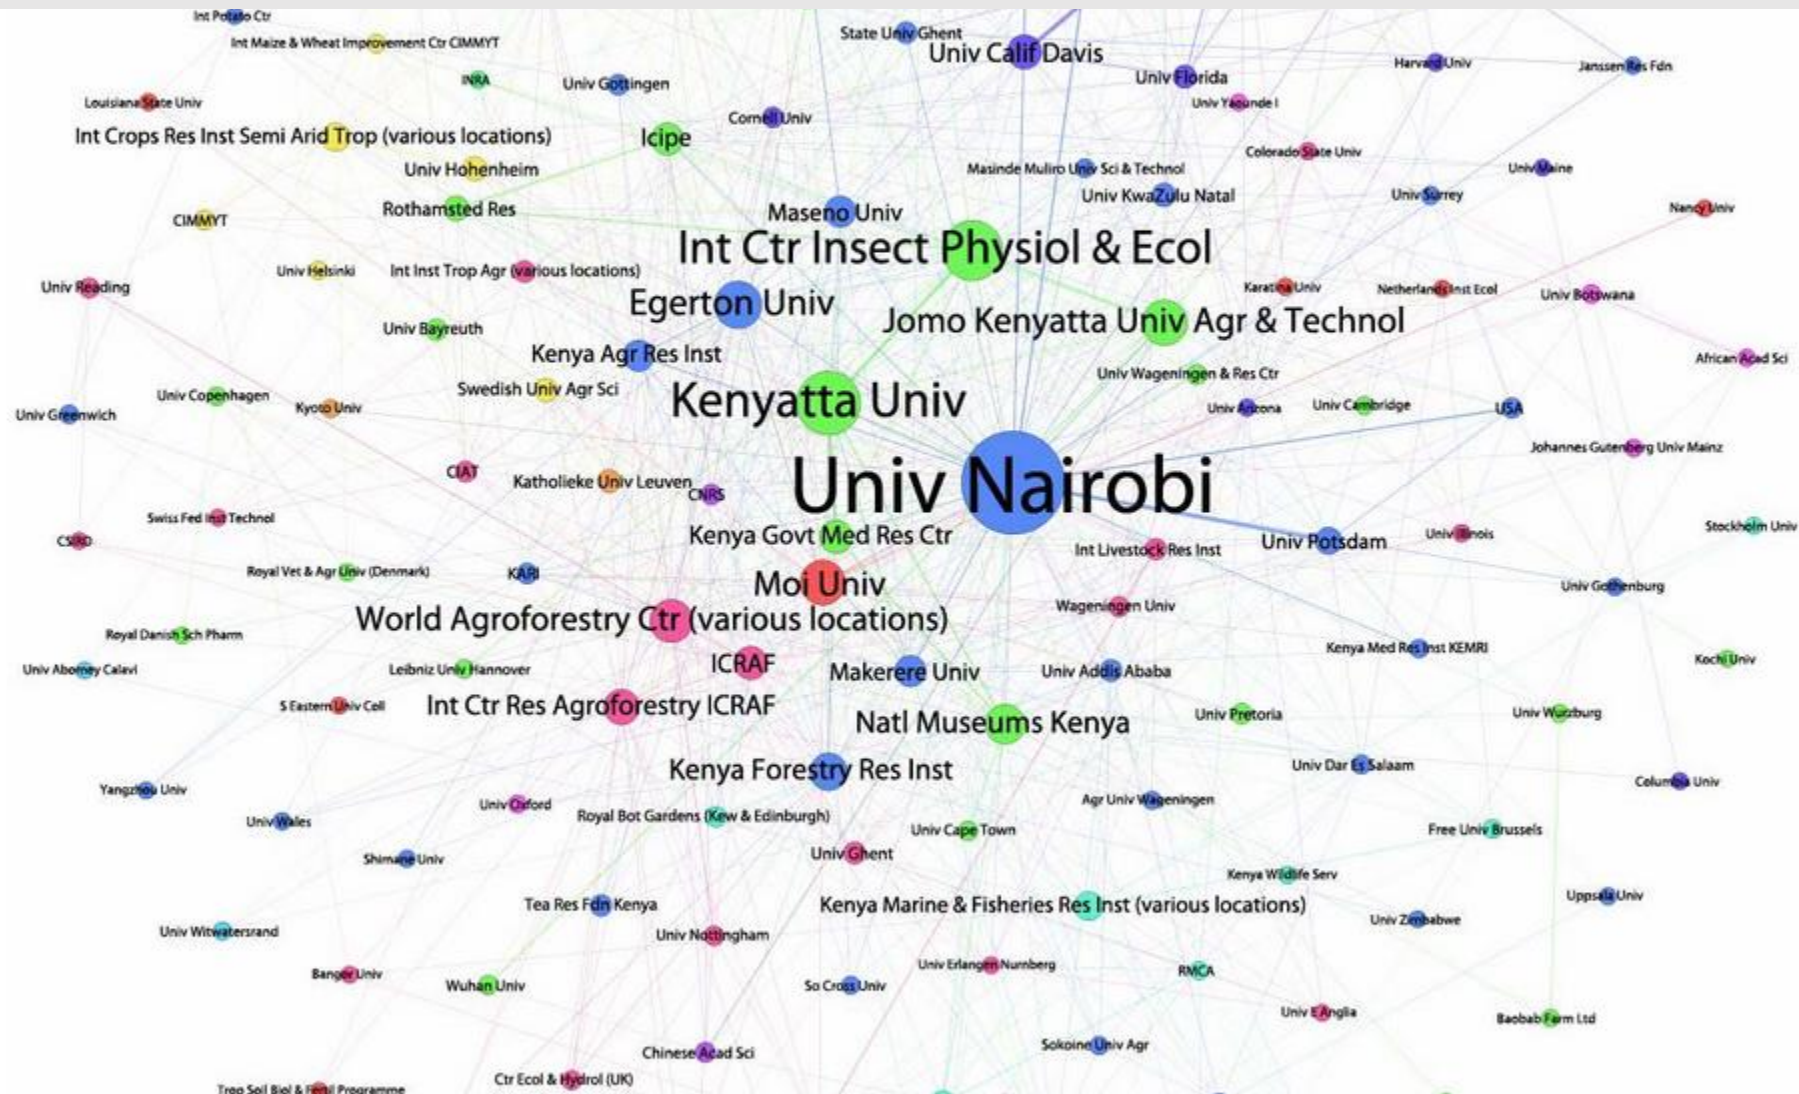 Int Potato Ctr
State Univ Ghent
Int Maize & Wheat Improvement Ctr CIMMYT
Univ Calif Davis
Harvard Univ
Janssen Res Fdn
INRA
Univ Gottingen
Univ Florida
Louisiana State Univ
Univ Yaounde I
Cornell Univ
Int Crops Res Inst Semi Arid Trop (various locations)
Icipe
Colorado State Univ
Univ Hohenheim
Masinde Muliro Univ Sci & Technol
Univ Maine
Univ KwaZulu Natal
Univ Surrey
Rothamsted Res
Maseno Univ
Nancy Univ
CIMMYT
Int Ctr Insect Physiol & Ecol
Univ Helsinki
Int Inst Trop Agr (various locations)
Univ Reading
Karatina Univ
Netherlands Inst Ecol
Univ Botswana
Egerton Univ
Jomo Kenyatta Univ Agr & Technol
Univ Bayreuth
Kenya Agr Res Inst
African Acad Sci
Univ Wageningen & Res Ctr
Swedish Univ Agr Sci
Univ Copenhagen
Kenyatta Univ
Kyoto Univ
Univ Arizona
Univ Cambridge
USA
Univ Greenwich
Johannes Gutenberg Univ Mainz
CIAT
Katholieke Univ Leuven
CNRS
Univ Nairobi
Swiss Fed Inst Technol
Stockholm Univ
Kenya Govt Med Res Ctr
Univ Illinois
CSIRO
Int Livestock Res Inst
Univ Potsdam
Royal Vet & Agr Univ (Denmark)
KARI
Moi Univ
Univ Gothenburg
World Agroforestry Ctr (various locations)
Wageningen Univ
Royal Danish Sch Pharm
Kenya Med Res Inst KEMRI
Kochi Univ
Univ Abomey Calavi
Leibniz Univ Hannover
ICRAF
Makerere Univ
Univ Addis Ababa
S Eastern Univ Coll
Int Ctr Res Agroforestry ICRAF
Natl Museums Kenya
Univ Pretoria
Univ Wurzburg
Kenya Forestry Res Inst
Univ Dar Es Salaam
Columbia Univ
Yangzhou Univ
Univ Oxford
Agr Univ Wageningen
Univ Wales
Royal Bot Gardens (Kew & Edinburgh)
Univ Cape Town
Free Univ Brussels
Shimane Univ
Univ Ghent
Kenya Wildlife Serv
Uppsala Univ
Tea Res Fdn Kenya
Kenya Marine & Fisheries Res Inst (various locations)
Univ Zimbabwe
Univ Witwatersrand
Univ Nottingham
Univ Erlangen Nurnberg
RMCA
Bangor Univ
Wuhan Univ
So Cross Univ
Univ E Anglia
Baobab Farm Ltd
Sokoine Univ Agr
Chinese Acad Sci
Ctr Ecol & Hydrol (UK)
Trop Soil Biol & Fertil Programme